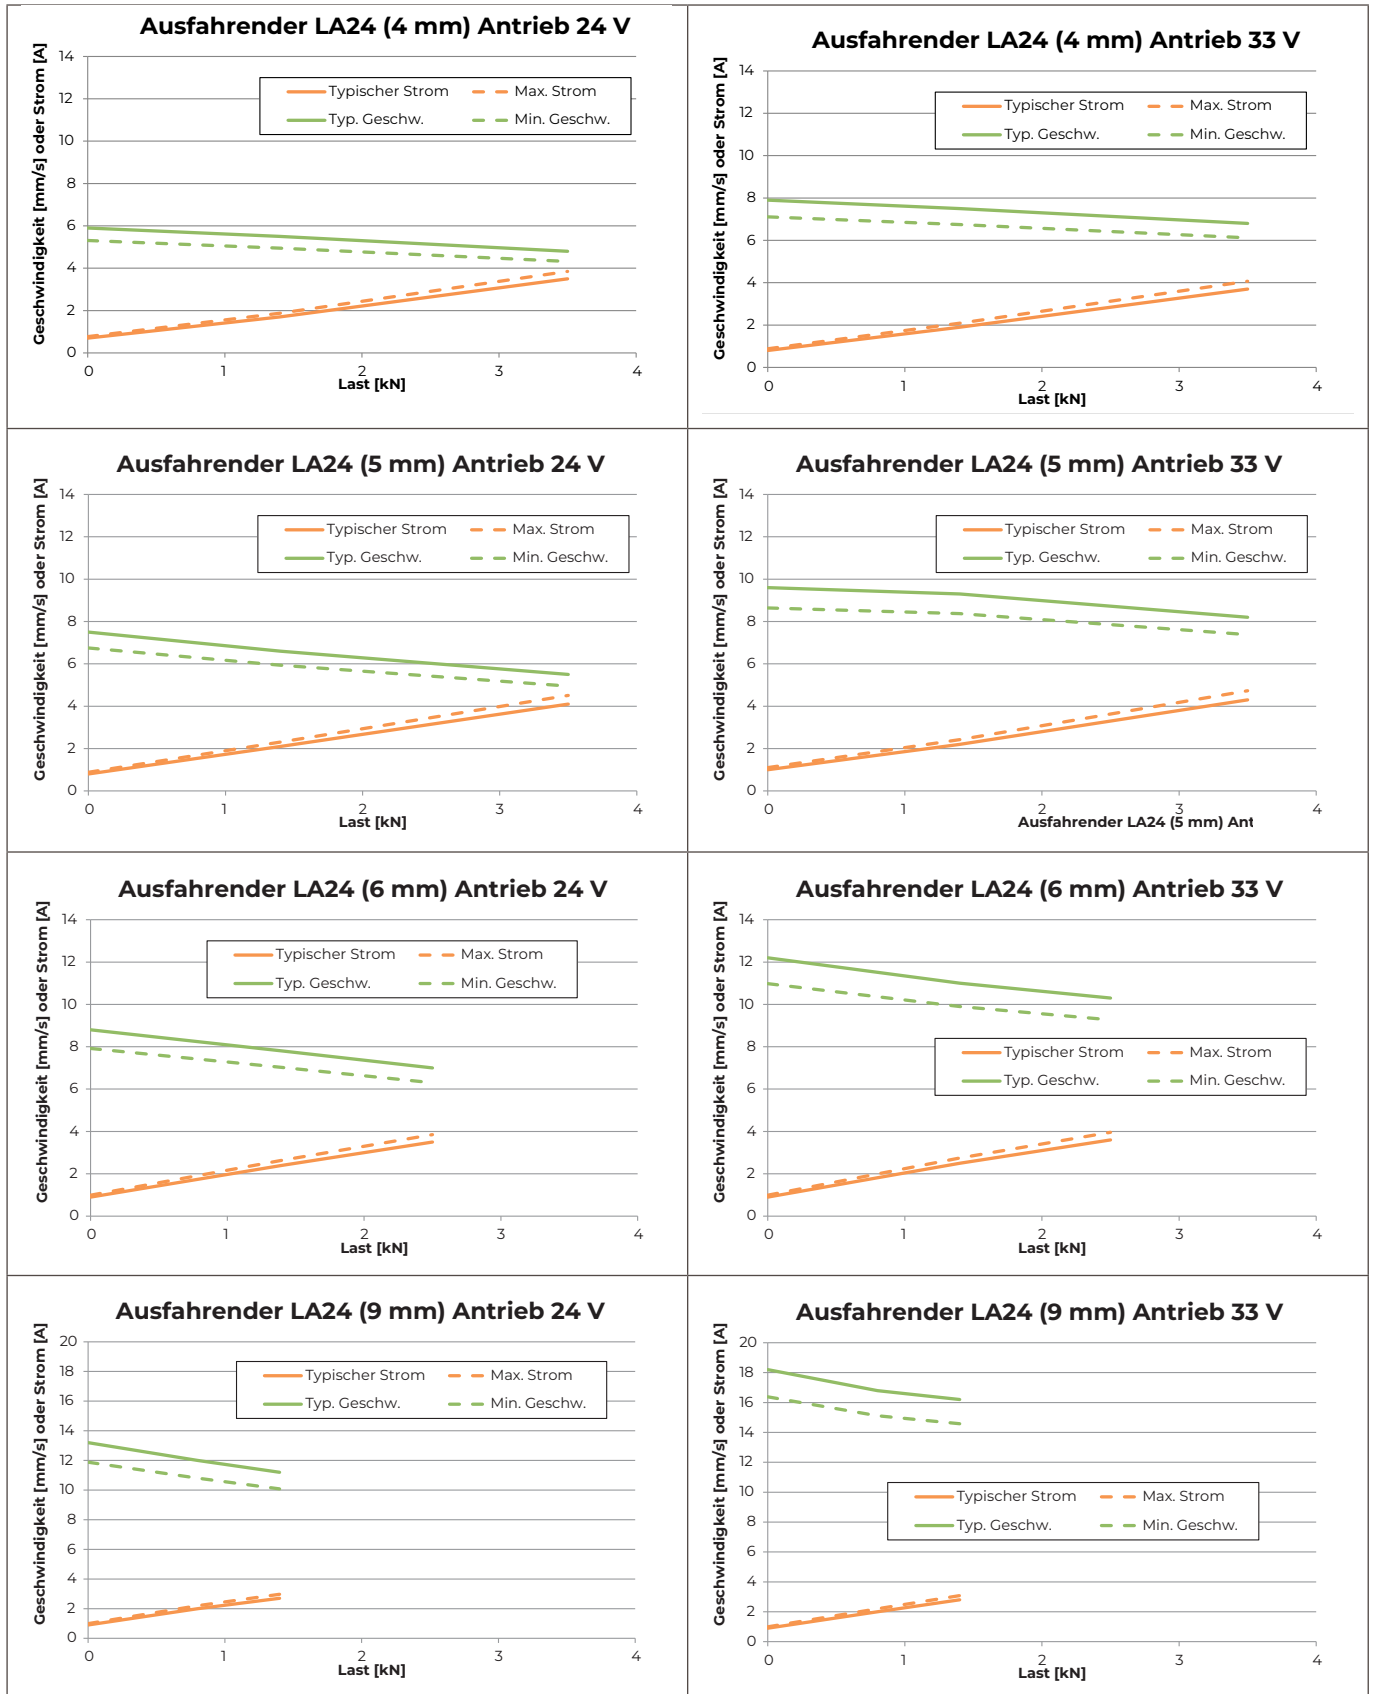 Ausfahrender LA24 (4 mm) Antrieb 24 V
Geschwindigkeit [mm/s] oder Strom [A]
14
12
10
8
6
4
2
0
Typischer Strom Max. Strom
Typ. Geschw. Min. Geschw.
0 1 2 3 4
Last [kN]
Ausfahrender LA24 (4 mm) Antrieb 33 V
Geschwindigkeit [mm/s] oder Strom [A]
14
12
10
8
6
4
2
0
Typischer Strom Max. Strom
Typ. Geschw. Min. Geschw.
0 1 2 3 4
Last [kN]
Ausfahrender LA24 (5 mm) Antrieb 24 V
Geschwindigkeit [mm/s] oder Strom [A]
14
12
10
8
6
4
2
0
Typischer Strom Max. Strom
Typ. Geschw. Min. Geschw.
0 1 2 3 4
Last [kN]
Ausfahrender LA24 (5 mm) Antrieb 33 V
Geschwindigkeit [mm/s] oder Strom [A]
14
12
10
8
6
4
2
0
Typischer Strom Max. Strom
Typ. Geschw. Min. Geschw.
0 1 2 3 4
Ausfahrender LA24 (5 mm) Ant
Ausfahrender LA24 (6 mm) Antrieb 24 V
Geschwindigkeit [mm/s] oder Strom [A]
14
12
10
8
6
4
2
0
Typischer Strom Max. Strom
Typ. Geschw. Min. Geschw.
0 1 2 3 4
Last [kN]
Ausfahrender LA24 (6 mm) Antrieb 33 V
Geschwindigkeit [mm/s] oder Strom [A]
14
12
10
8
6
4
2
0
Typischer Strom Max. Strom
Typ. Geschw. Min. Geschw.
0 1 2 3 4
Last [kN]
Ausfahrender LA24 (9 mm) Antrieb 24 V
Geschwindigkeit [mm/s] oder Strom [A]
20
18
16
14
12
10
8
6
4
2
0
Typischer Strom Max. Strom
Typ. Geschw. Min. Geschw.
0 1 2 3 4
Last [kN]
Ausfahrender LA24 (9 mm) Antrieb 33 V
Geschwindigkeit [mm/s] oder Strom [A]
20
18
16
14
12
10
8
6
4
2
0
Typischer Strom Max. Strom
Typ. Geschw. Min. Geschw.
0 1 2 3 4
Last [kN]